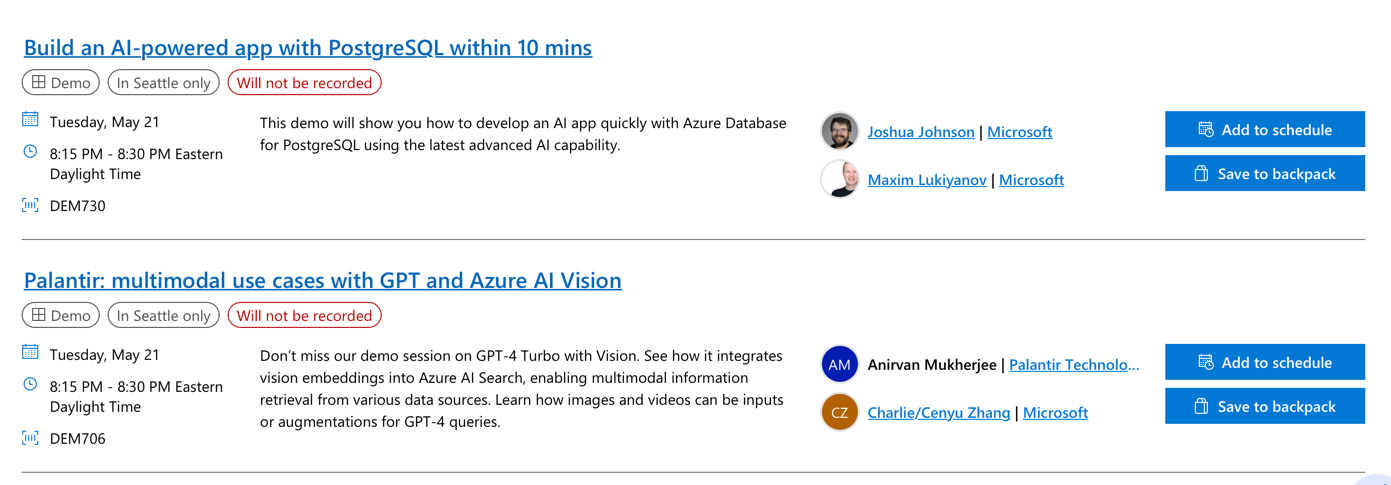 Build an AI-powered app with PostgreSQL within 10 mins
Demo
In Seattle only
Will not be recorded
Tuesday, May 21
8:15 PM - 8:30 PM Eastern
Daylight Time
DEM730
This demo will show you how to develop an AI app quickly with Azure Database
for PostgreSQL using the latest advanced AI capability.
Joshua Johnson | Microsoft
Maxim Lukiyanov | Microsoft
Add to schedule
Save to backpack
Palantir: multimodal use cases with GPT and Azure AI Vision
Demo
In Seattle only
Will not be recorded
Tuesday, May 21
8:15 PM - 8:30 PM Eastern
Daylight Time
DEM706
Don’t miss our demo session on GPT-4 Turbo with Vision. See how it integrates
vision embeddings into Azure AI Search, enabling multimodal information
retrieval from various data sources. Learn how images and videos can be inputs
or augmentations for GPT-4 queries.
AM
Anirvan Mukherjee | Palantir Technolo...
CZ
Charlie/Cenyu Zhang | Microsoft
Add to schedule
Save to backpack